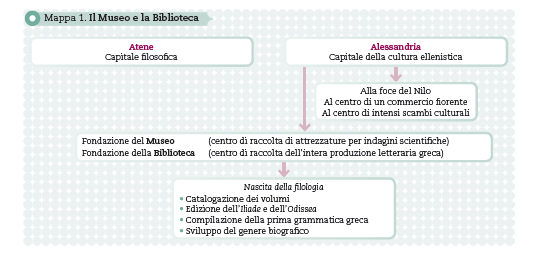 Mappa 1. Il Museo e la Biblioteca
Atene
Capitale filosofica
Alessandria
Capitale della cultura ellenistica
Alla foce del Nilo
Al centro di un commercio fiorente
Al centro di intensi scambi culturali
Fondazione del Museo (centro di raccolta di attrezzature per indagini scientifiche)
Fondazione della Biblioteca (centro di raccolta dell'intera produzione letteraria greca)
Nascita della filologia
• Catalogazione dei volumi
• Edizione dell'Iliade e dell'Odissea
• Compilazione della prima grammatica greca
• Sviluppo del genere biografico